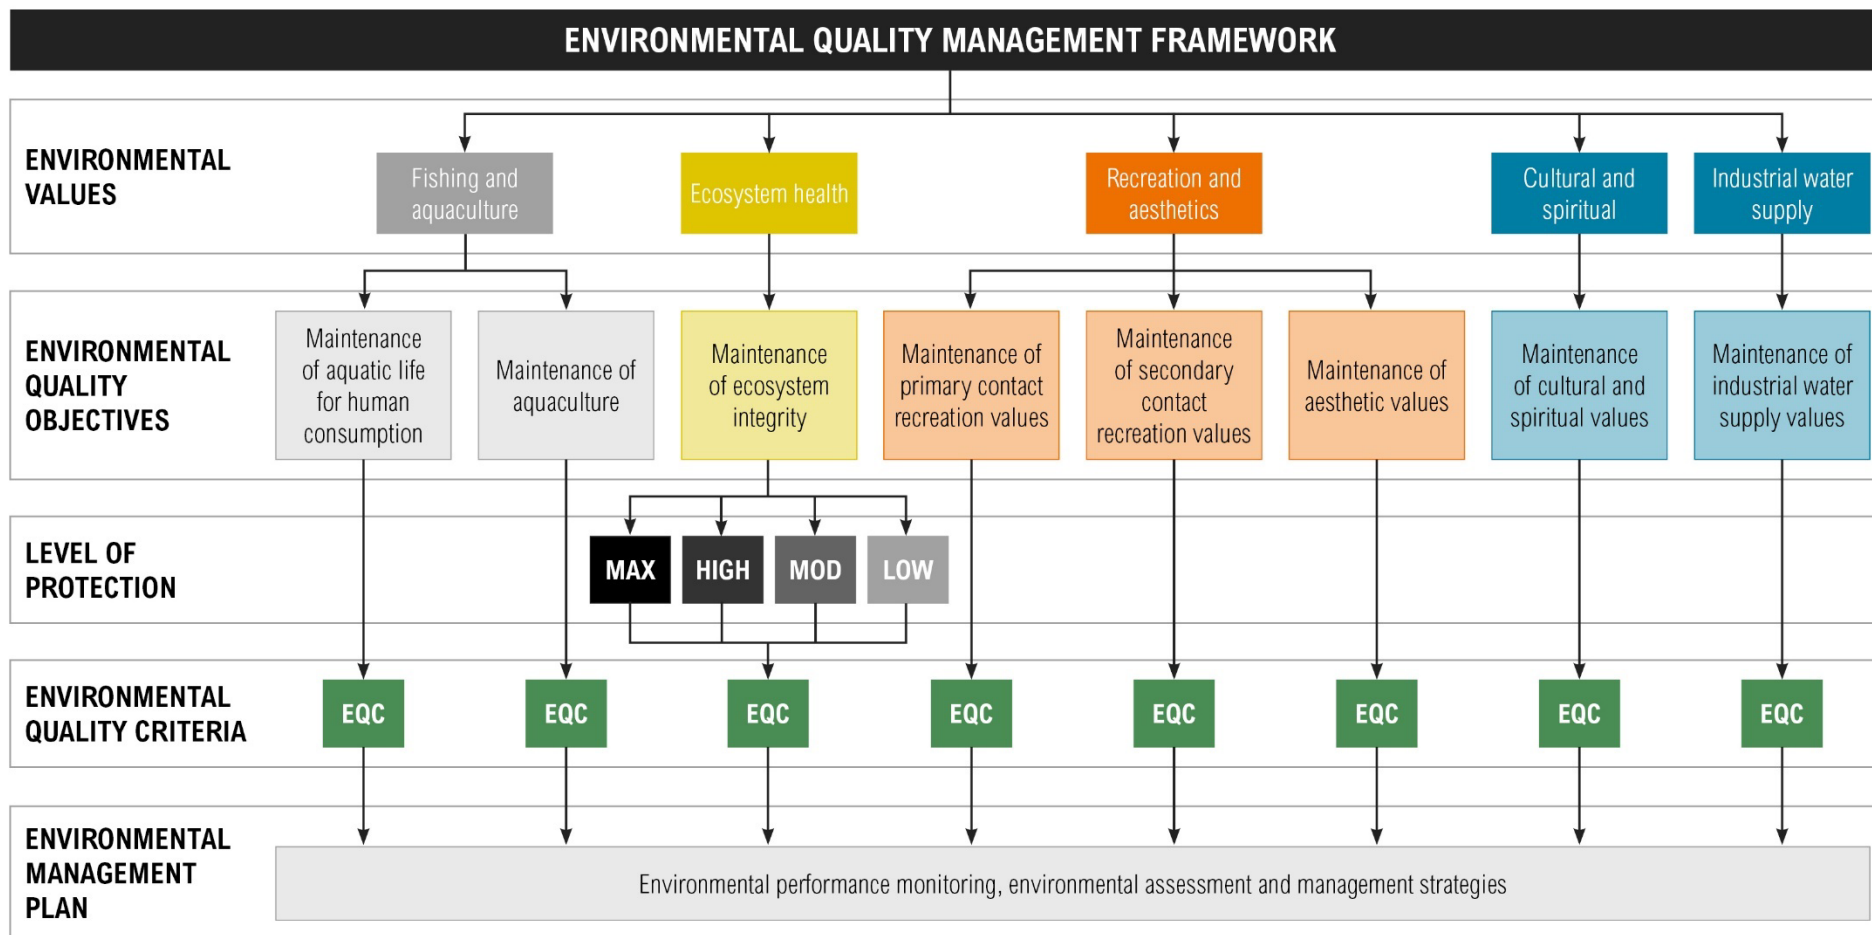 ENVIRONMENTAL QUALITY MANAGEMENT FRAMEWORK
ENVIRONMENTAL
VALUES
Fishing and
aquaculture
Ecosystem health
Recreation and
aesthetics
Cultural and
spiritual
Industrial water
supply
ENVIRONMENTAL
QUALITY
OBJECTIVES
Maintenance
of aquatic life
for human
consumption
Maintenance of
aquaculture
Maintenance
of ecosystem
integrity
Maintenance of
primary contact
recreation values
Maintenance
of secondary
contact
recreation values
Maintenance of
aesthetic values
Maintenance
of cultural and
spiritual values
Maintenance of
industrial water
supply values
LEVEL OF
PROTECTION
MAX
HIGH
MOD
LOW
ENVIRONMENTAL
QUALITY CRITERIA
EQC
EQC
EQC
EQC
EQC
EQC
EQC
EQC
ENVIRONMENTAL
MANAGEMENT
PLAN
Environmental performance monitoring, environmental assessment and management strategies